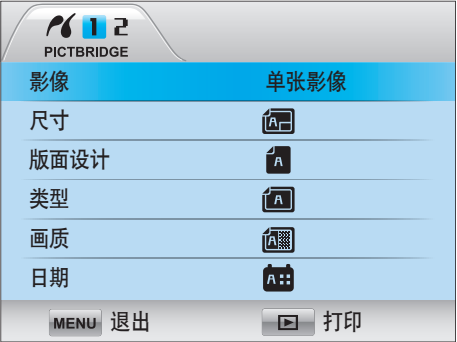 1 2
PICTBRIDGE
影像 单张影像
尺寸
版面设计
类型
画质
日期
MENU 退出 打印